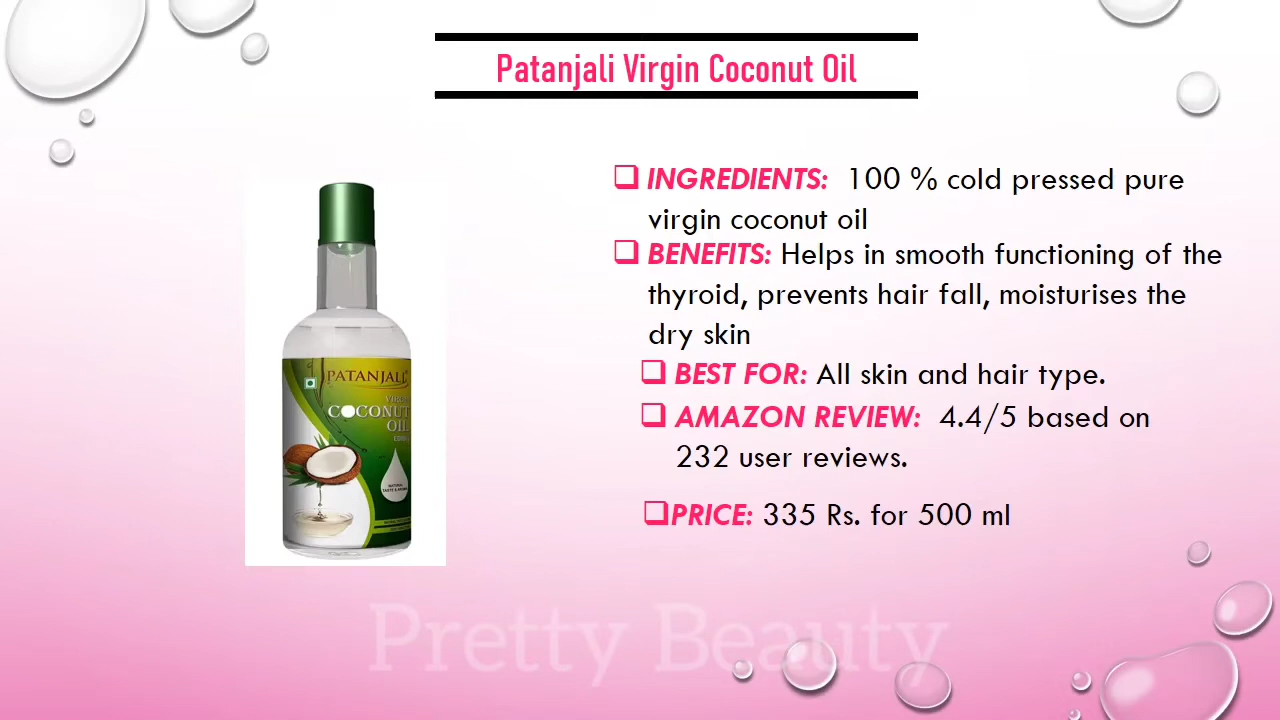 Patanjali Virgin Coconut Oil
INGREDIENTS: 100 % cold pressed pure
virgin coconut oil
BENEFITS: Helps in smooth functioning of the
thyroid, prevents hair fall, moisturises the
dry skin
BEST FOR: All skin and hair type.
AMAZON REVIEW: 4.4/5 based on
232 user reviews.
PRICE: 335 Rs. for 500 ml
PATANJALI
COCONUT
OIL
NATURAL
Pretty Beauty